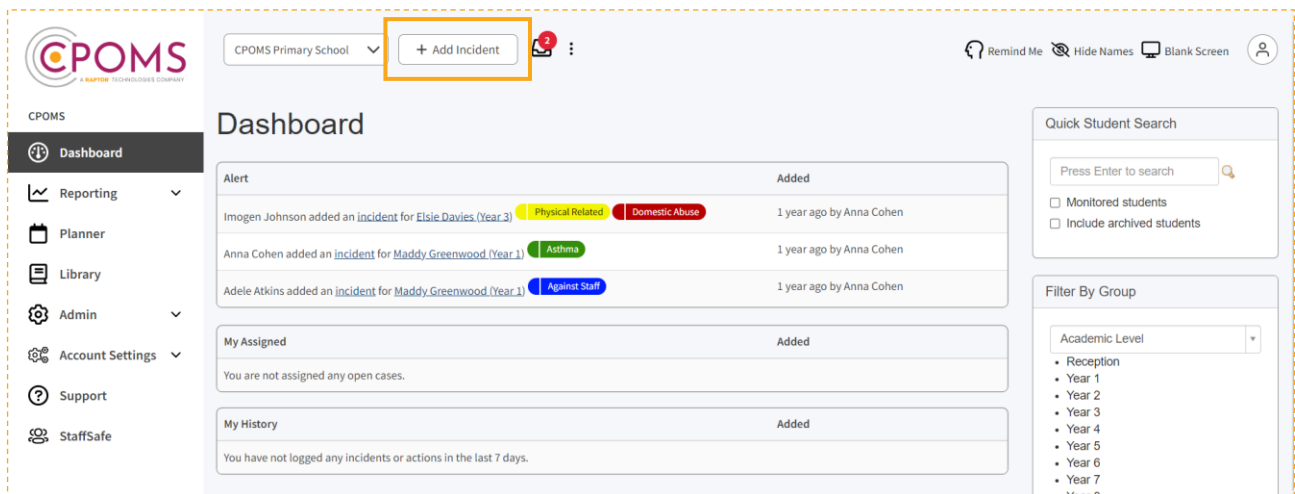 CPOMS
A RAPTOR TECHNOLOGIES COMPANY
CPOMS Primary School
+ Add Incident
2
Remind Me
Hide Names
Blank Screen
CPOMS
Dashboard
Reporting
Planner
Library
Admin
Account Settings
Support
StaffSafe
Dashboard
Alert Added
Imogen Johnson added an incident for Elsie Davies (Year 3) Physical Related Domestic Abuse 1 year ago by Anna Cohen
Anna Cohen added an incident for Maddy Greenwood (Year 1) Asthma 1 year ago by Anna Cohen
Adele Atkins added an incident for Maddy Greenwood (Year 1) Against Staff 1 year ago by Anna Cohen
My Assigned Added
You are not assigned any open cases.
My History Added
You have not logged any incidents or actions in the last 7 days.
Quick Student Search
Press Enter to search
Monitored students
Include archived students
Filter By Group
Academic Level
• Reception
• Year 1
• Year 2
• Year 3
• Year 4
• Year 5
• Year 6
• Year 7